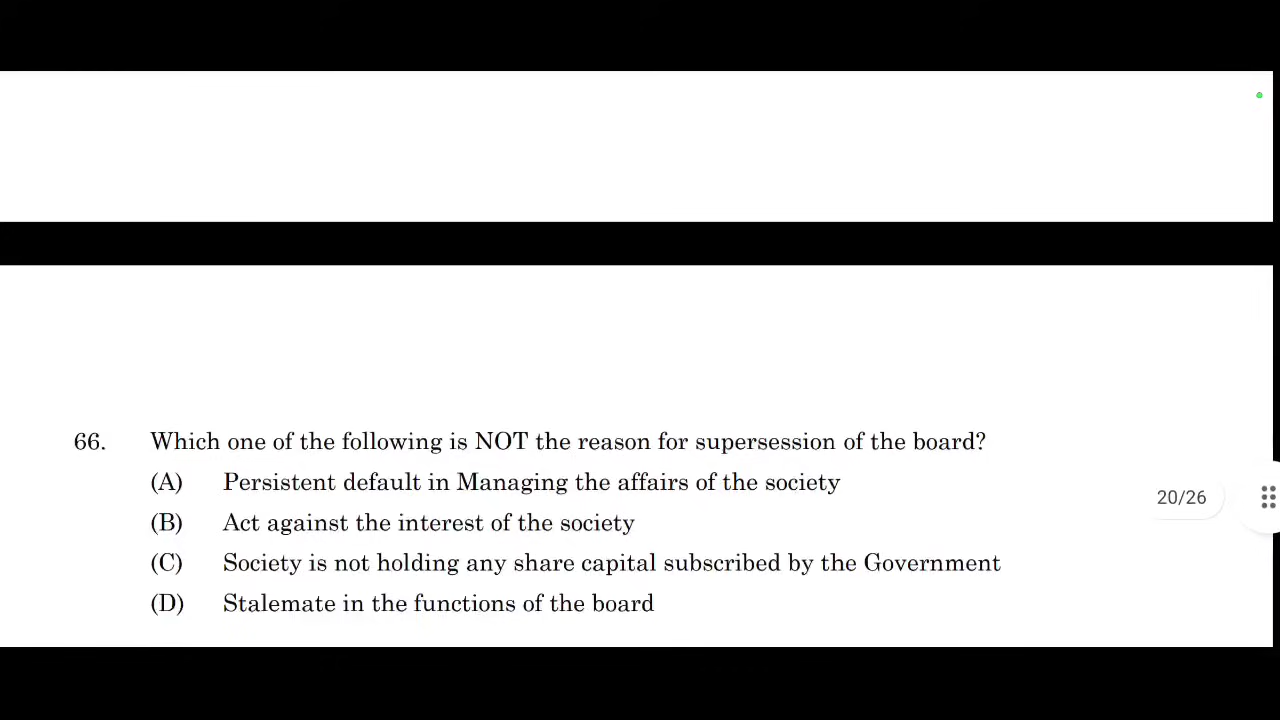 66. Which one of the following is NOT the reason for supersession of the board?
(A) Persistent default in Managing the affairs of the society
(B) Act against the interest of the society
20/26
(C) Society is not holding any share capital subscribed by the Government
(D) Stalemate in the functions of the board